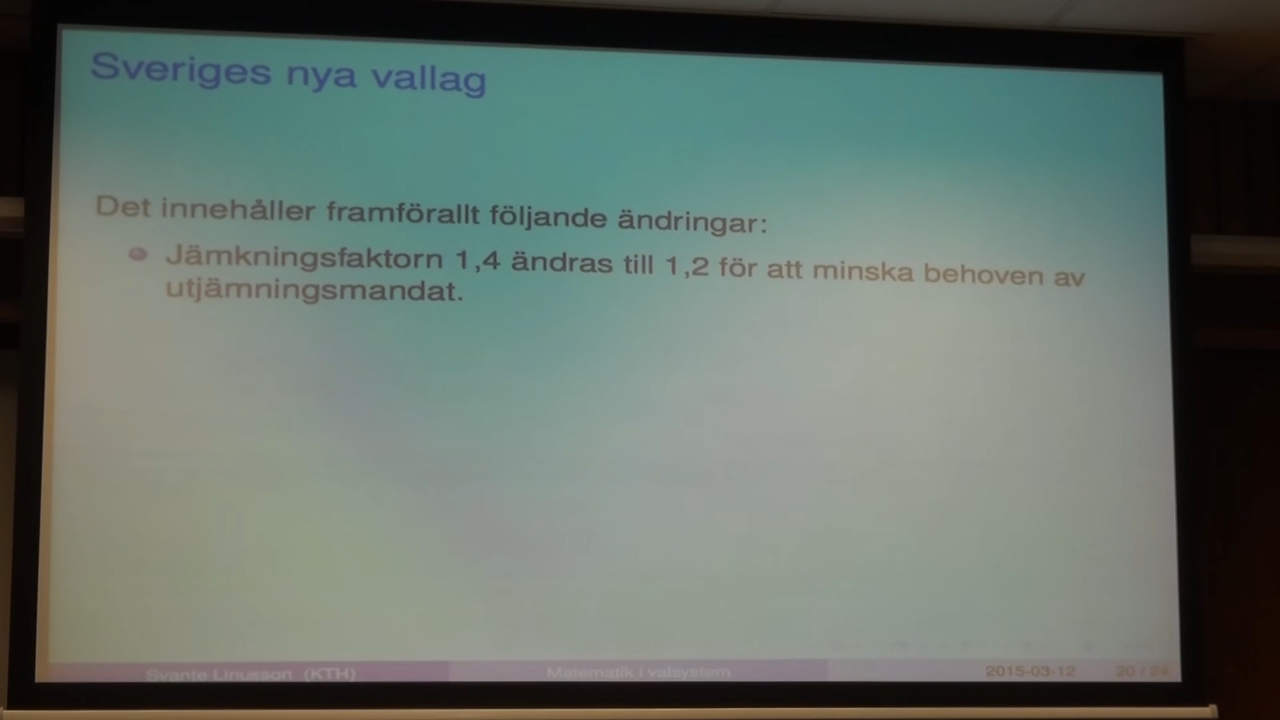 Sveriges nya vallag
Det innehåller framförallt följande ändringar:
Jämkningsfaktorn 1,4 ändras till 1,2 för att minska behoven av
utjämningsmandat.
Svante Linusson (KTH) Matematik i valsystem 2015-03-12 20 / 24